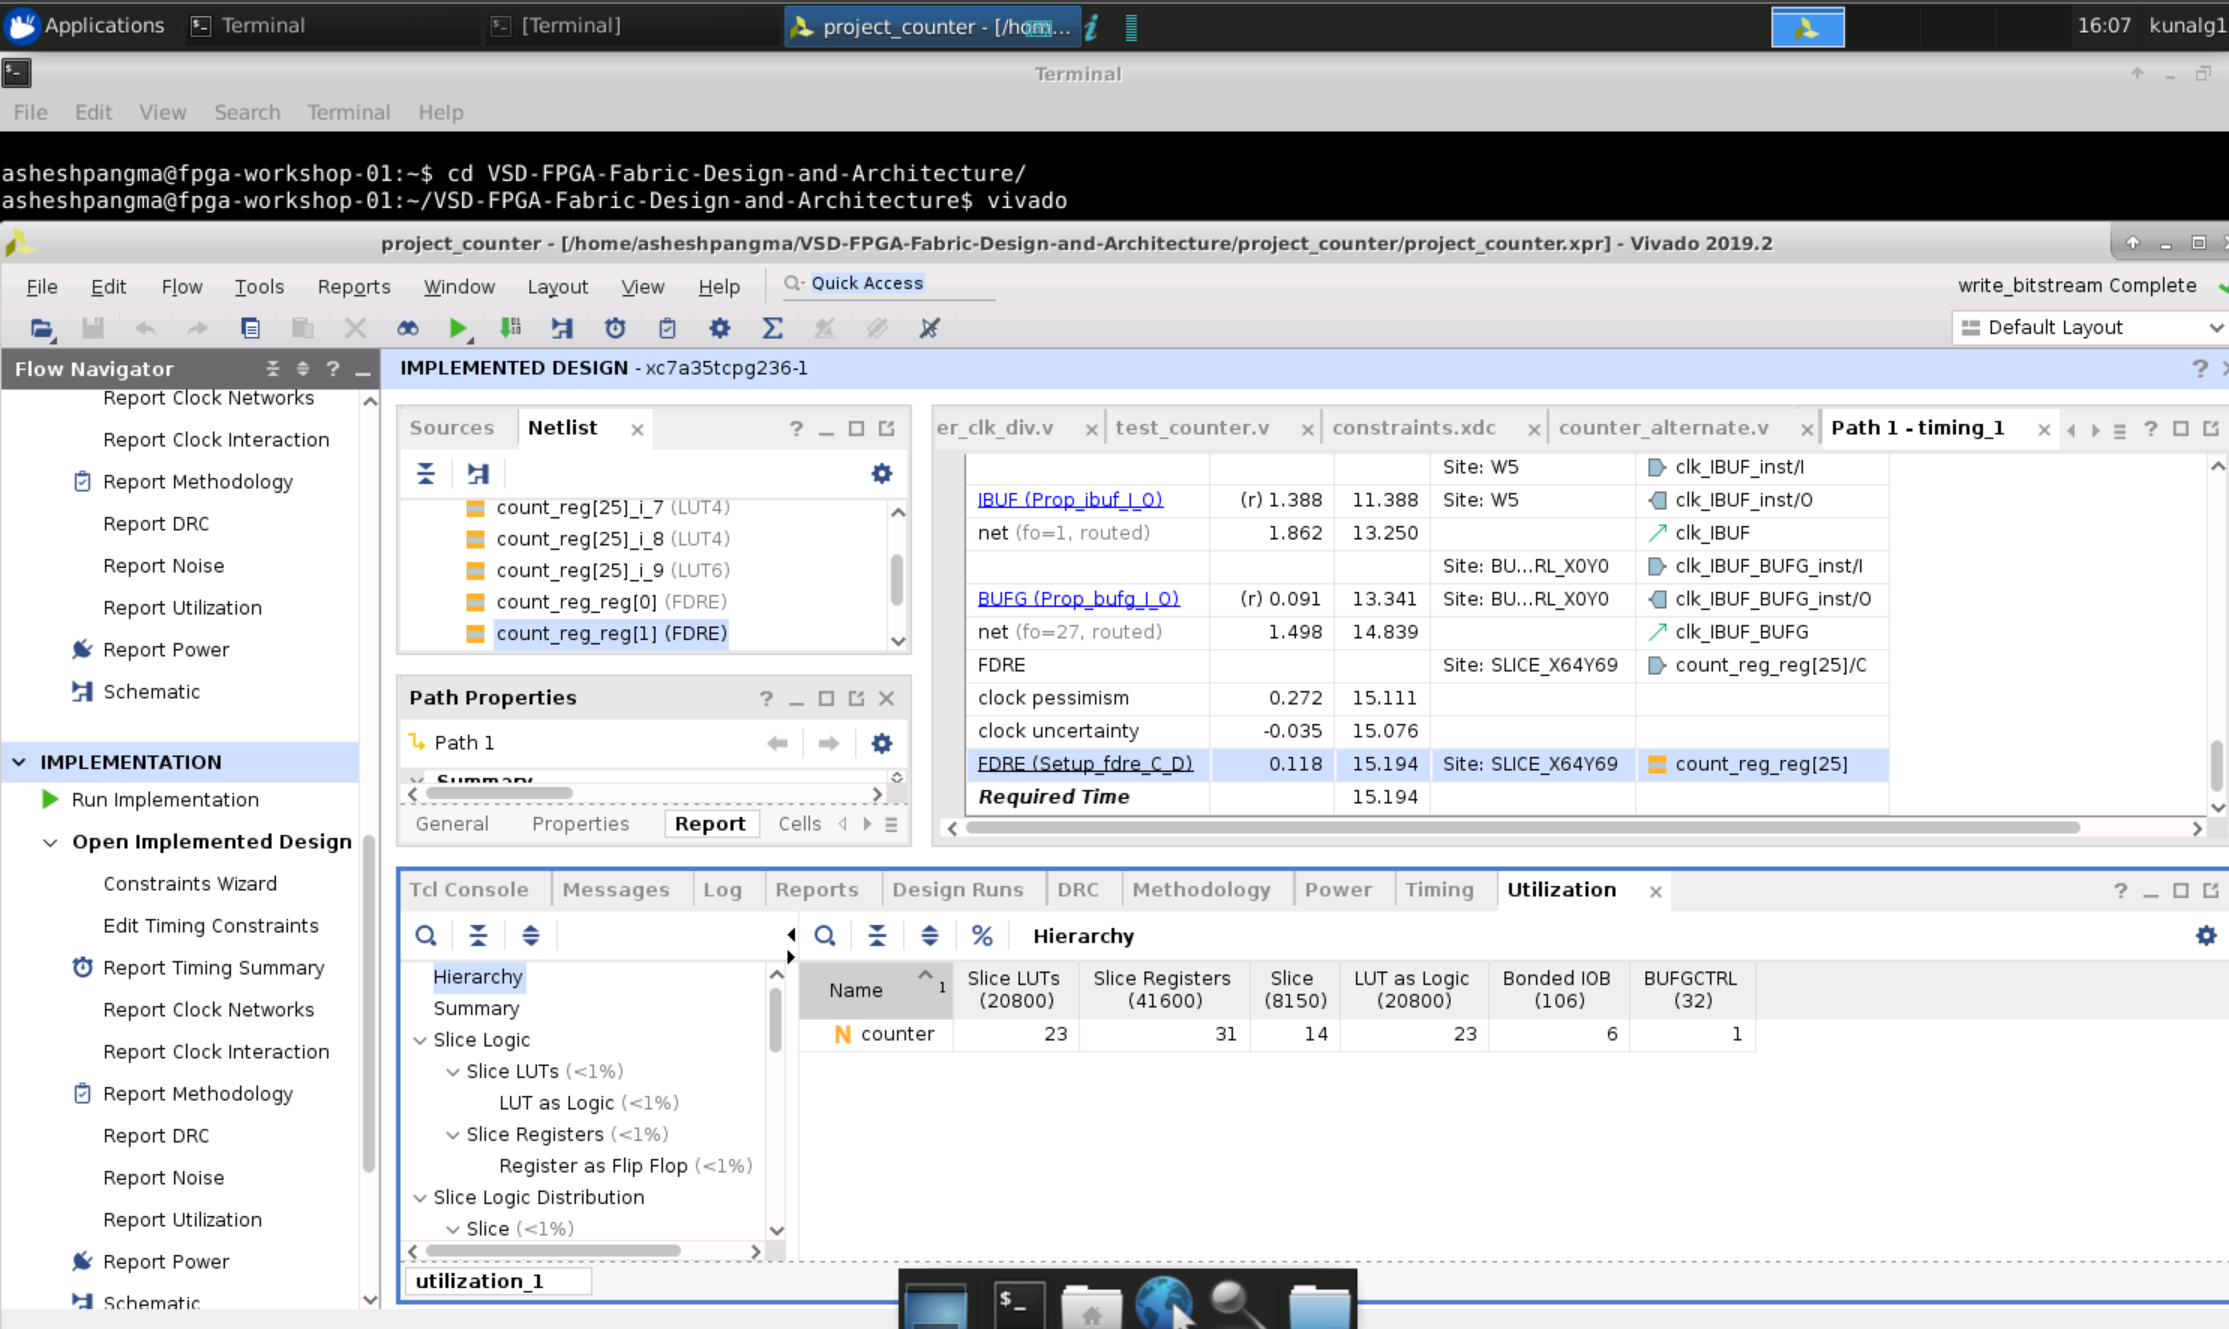 Applications Terminal [Terminal] project_counter - [/hom... i 16:07 kunalg1
Terminal
File Edit View Search Terminal Help
asheshpangma@fpga-workshop-01:~$ cd VSD-FPGA-Fabric-Design-and-Architecture/
asheshpangma@fpga-workshop-01:~/VSD-FPGA-Fabric-Design-and-Architecture$ vivado
project_counter - [/home/asheshpangma/VSD-FPGA-Fabric-Design-and-Architecture/project_counter/project_counter.xpr] - Vivado 2019.2
File Edit Flow Tools Reports Window Layout View Help Quick Access write_bitstream Complete
Default Layout
Flow Navigator
IMPLEMENTED DESIGN - xc7a35tcpg236-1
Report Clock Networks
Report Clock Interaction
Report Methodology
Report DRC
Report Noise
Report Utilization
Report Power
Schematic
IMPLEMENTATION
Run Implementation
Open Implemented Design
Constraints Wizard
Edit Timing Constraints
Report Timing Summary
Report Clock Networks
Report Clock Interaction
Report Methodology
Report DRC
Report Noise
Report Utilization
Report Power
Schematic
Sources Netlist
count_reg[25]_i_7 (LUT4)
count_reg[25]_i_8 (LUT4)
count_reg[25]_i_9 (LUT6)
count_reg_reg[0] (FDRE)
count_reg_reg[1] (FDRE)
Path Properties
Path 1
Summary
General Properties Report Cells
er_clk_div.v test_counter.v constraints.xdc counter_alternate.v Path 1 - timing_1
Site: W5 clk_IBUF_inst/I
IBUF (Prop_ibuf_I_O) (r) 1.388 11.388 Site: W5 clk_IBUF_inst/O
net (fo=1, routed) 1.862 13.250 clk_IBUF
Site: BU...RL_X0Y0 clk_IBUF_BUFG_inst/I
BUFG (Prop_bufg_I_O) (r) 0.091 13.341 Site: BU...RL_X0Y0 clk_IBUF_BUFG_inst/O
net (fo=27, routed) 1.498 14.839 clk_IBUF_BUFG
FDRE Site: SLICE_X64Y69 count_reg_reg[25]/C
clock pessimism 0.272 15.111
clock uncertainty -0.035 15.076
FDRE (Setup_fdre_C_D) 0.118 15.194 Site: SLICE_X64Y69 count_reg_reg[25]
Required Time 15.194
Tcl Console Messages Log Reports Design Runs DRC Methodology Power Timing Utilization
Hierarchy
Summary
Slice Logic
Slice LUTs (<1%)
LUT as Logic (<1%)
Slice Registers (<1%)
Register as Flip Flop (<1%)
Slice Logic Distribution
Slice (<1%)
% Hierarchy
Name 1 Slice LUTs (20800) Slice Registers (41600) Slice (8150) LUT as Logic (20800) Bonded IOB (106) BUFGCTRL (32)
N counter 23 31 14 23 6 1
utilization_1